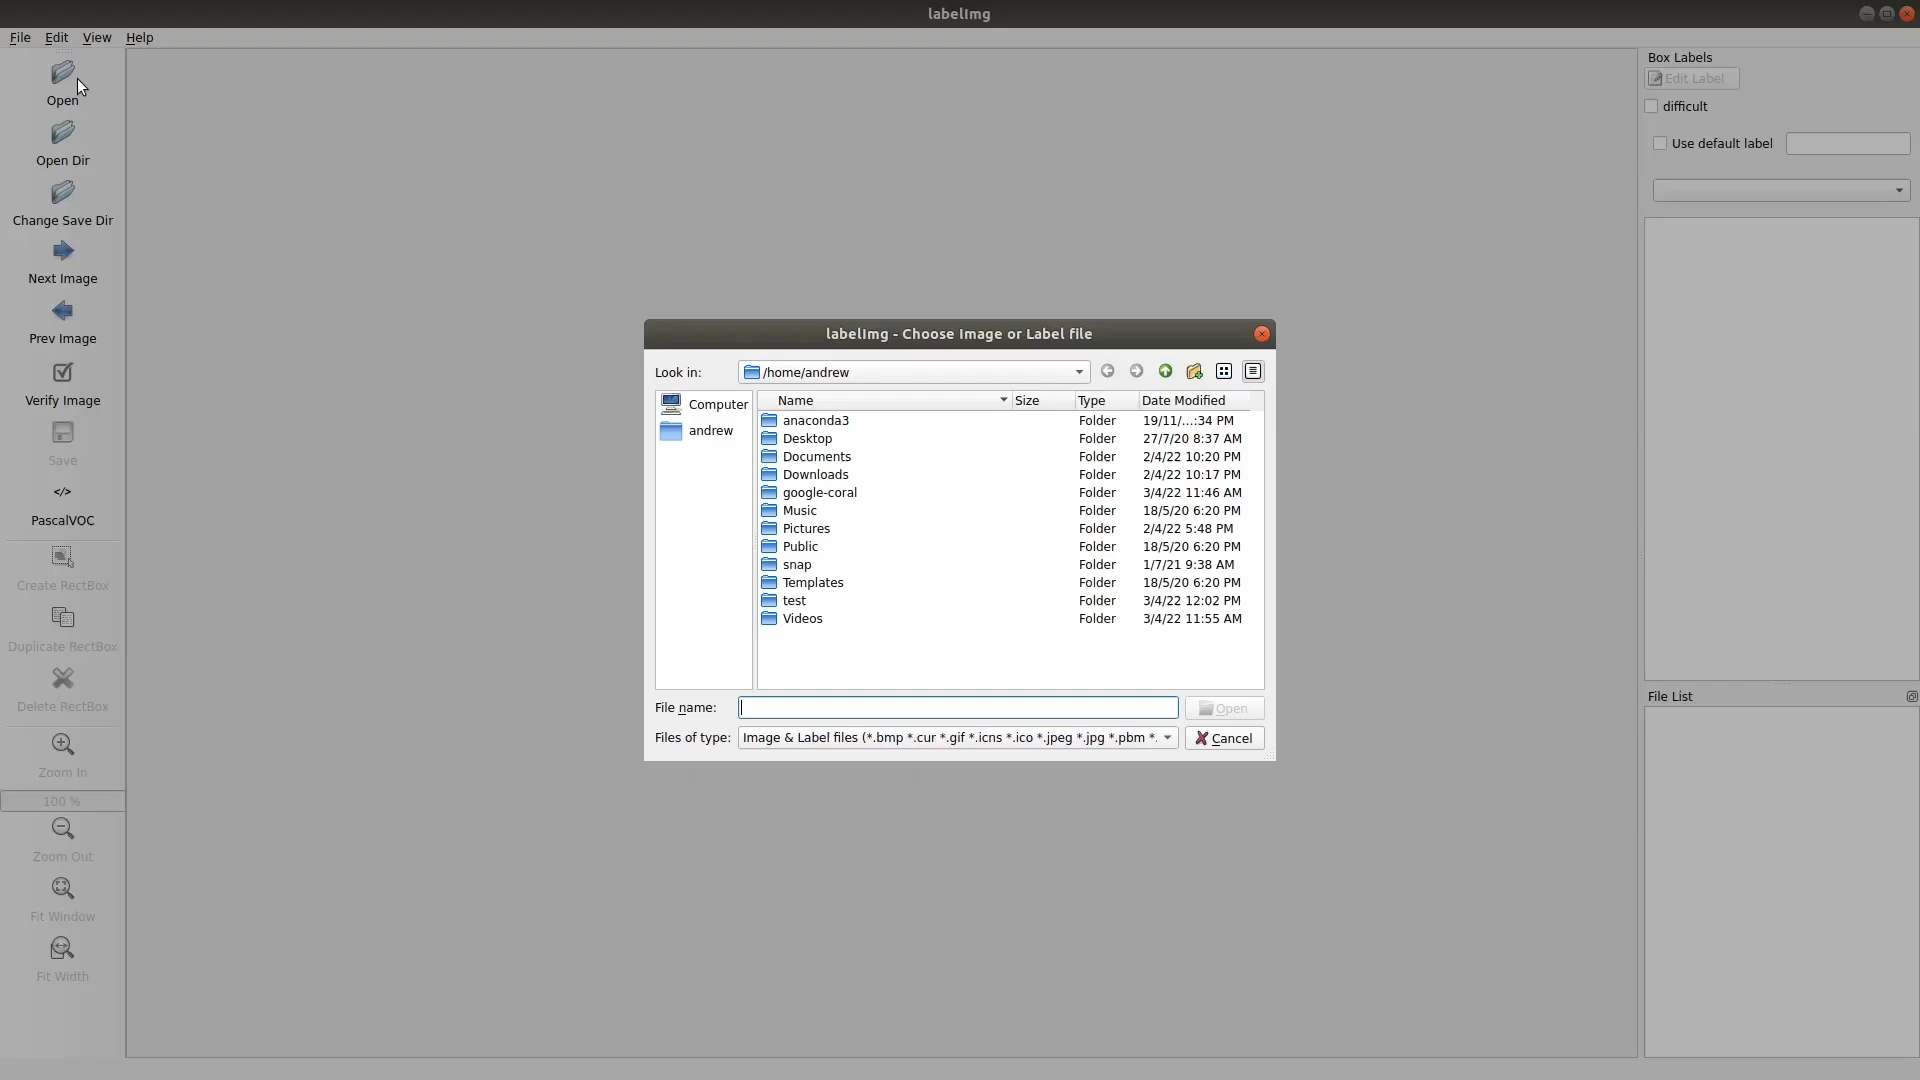 labelImg
File Edit View Help
Open
Open Dir
Change Save Dir
Next Image
Prev Image
Verify Image
Save
</>
PascalVOC
Create RectBox
Duplicate RectBox
Delete RectBox
Zoom In
100 %
Zoom Out
Fit Window
Fit Width
labelImg - Choose Image or Label file
Look in: /home/andrew
Computer
andrew
Name Size Type Date Modified
anaconda3 Folder 19/11/...:34 PM
Desktop Folder 27/7/20 8:37 AM
Documents Folder 2/4/22 10:20 PM
Downloads Folder 2/4/22 10:17 PM
google-coral Folder 3/4/22 11:46 AM
Music Folder 18/5/20 6:20 PM
Pictures Folder 2/4/22 5:48 PM
Public Folder 18/5/20 6:20 PM
snap Folder 1/7/21 9:38 AM
Templates Folder 18/5/20 6:20 PM
test Folder 3/4/22 12:02 PM
Videos Folder 3/4/22 11:55 AM
File name: Open
Files of type: Image & Label files (*.bmp *.cur *.gif *.icns *.ico *.jpeg *.jpg *.pbm *. Cancel
Box Labels
Edit Label
difficult
Use default label
File List